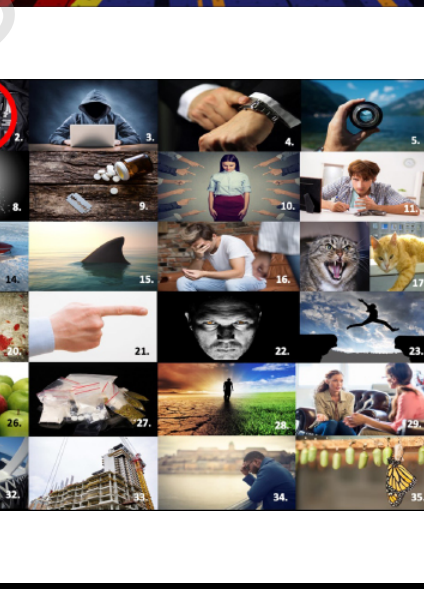 2. 3. 4. 5.
8. 9. 10. 11.
14. 15. 16. 17
20. 21. 22. 23.
26. 27. 28. 29.
32. 33. 34. 35.